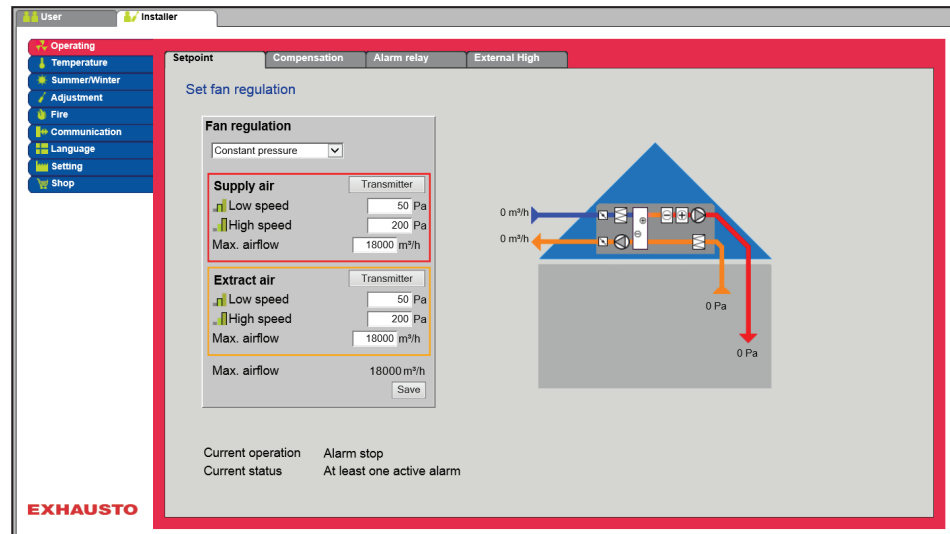 User
Installer
Operating
Temperature
Summer/Winter
Adjustment
Fire
Communication
Language
Setting
Shop
Setpoint
Compensation
Alarm relay
External High
Set fan regulation
Fan regulation
Constant pressure
Supply air Transmitter
Low speed 50 Pa
High speed 200 Pa
Max. airflow 18000 m³/h
Extract air Transmitter
Low speed 50 Pa
High speed 200 Pa
Max. airflow 18000 m³/h
Max. airflow 18000 m³/h
Save
0 m³/h
0 m³/h
0 Pa
0 Pa
Current operation Alarm stop
Current status At least one active alarm
EXHAUSTO